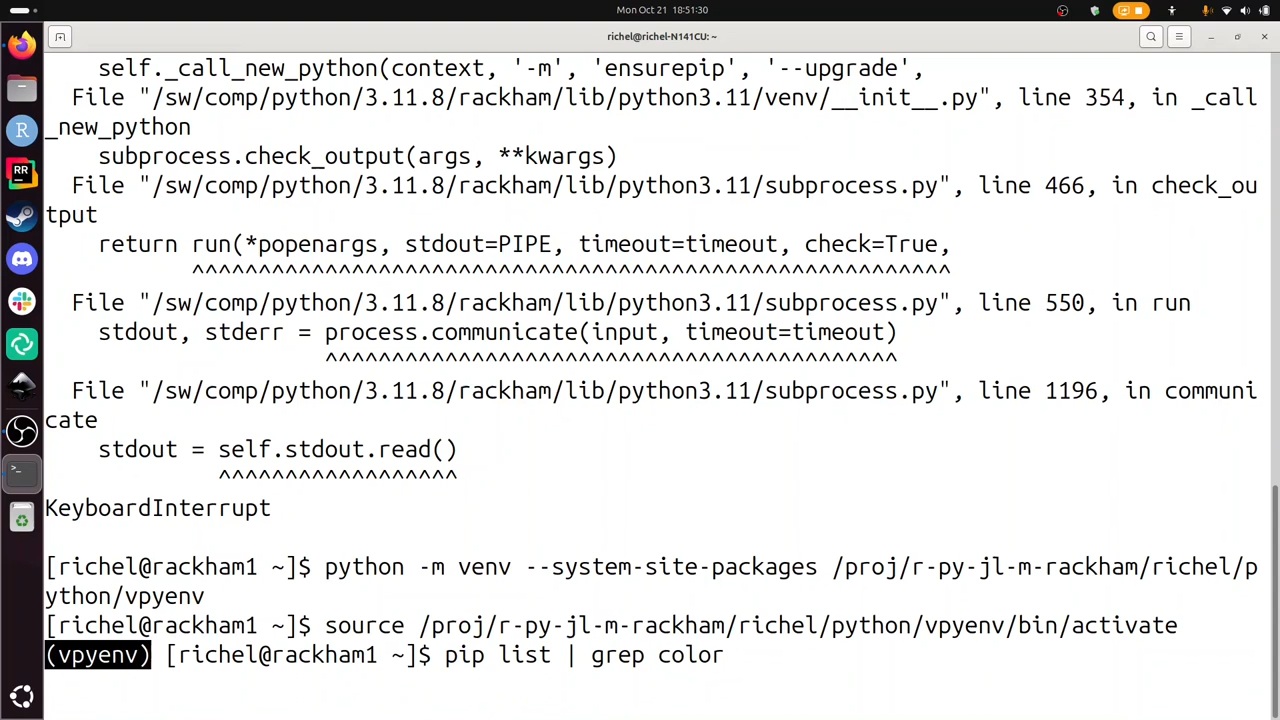 Mon Oct 21 18:51:30
richel@richel-N141CU: ~
    self._call_new_python(context, '-m', 'ensurepip', '--upgrade',
  File "/sw/comp/python/3.11.8/rackham/lib/python3.11/venv/__init__.py", line 354, in _call
_new_python
    subprocess.check_output(args, **kwargs)
  File "/sw/comp/python/3.11.8/rackham/lib/python3.11/subprocess.py", line 466, in check_ou
tput
    return run(*popenargs, stdout=PIPE, timeout=timeout, check=True,
           ^^^^^^^^^^^^^^^^^^^^^^^^^^^^^^^^^^^^^^^^^^^^^^^^^^^^^^^^^
  File "/sw/comp/python/3.11.8/rackham/lib/python3.11/subprocess.py", line 550, in run
    stdout, stderr = process.communicate(input, timeout=timeout)
                     ^^^^^^^^^^^^^^^^^^^^^^^^^^^^^^^^^^^^^^^^^^^
  File "/sw/comp/python/3.11.8/rackham/lib/python3.11/subprocess.py", line 1196, in communi
cate
    stdout = self.stdout.read()
             ^^^^^^^^^^^^^^^^^^
KeyboardInterrupt
[richel@rackham1 ~]$ python -m venv --system-site-packages /proj/r-py-jl-m-rackham/richel/p
ython/vpyenv
[richel@rackham1 ~]$ source /proj/r-py-jl-m-rackham/richel/python/vpyenv/bin/activate
(vpyenv) [richel@rackham1 ~]$ pip list | grep color
R
RR